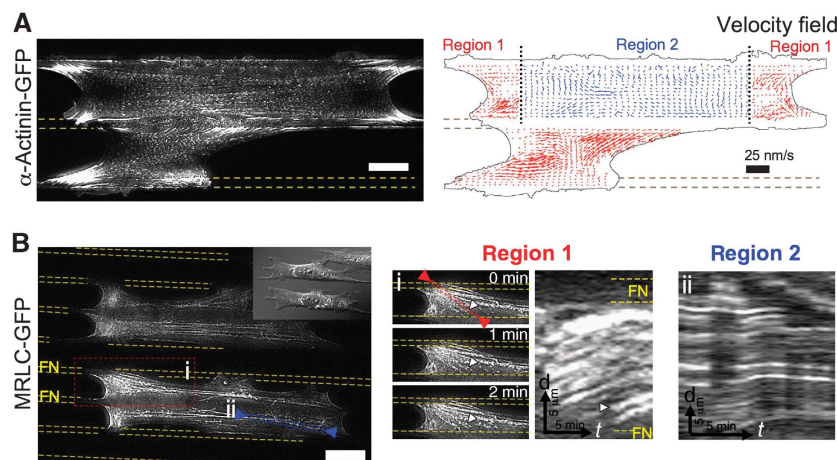 A
α-Actinin-GFP
Velocity field
Region 1
Region 2
Region 1
25 nm/s
B
MRLC-GFP
FN
FN
i
ii
Region 1
i
0 min
1 min
2 min
FN
d
5 µm
5 min
t
FN
Region 2
ii
d
5 µm
5 min
t